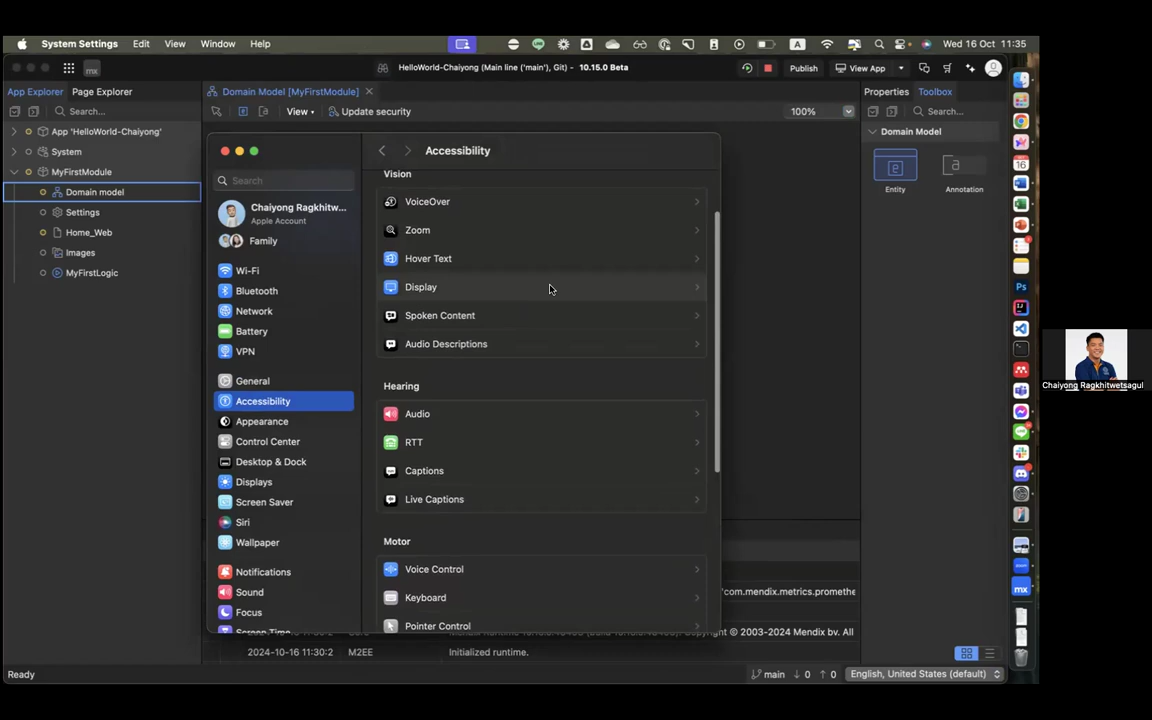 System Settings Edit View Window Help
A
Wed 16 Oct 11:35
mx
HelloWorld-Chaiyong (Main line ('main'), Git) - 10.15.0 Beta
Publish
View App
App Explorer
Page Explorer
Domain Model [MyFirstModule]
Properties
Toolbox
Search...
View
Update security
100%
Search...
App 'HelloWorld-Chaiyong'
System
MyFirstModule
Domain model
Settings
Home_Web
Images
MyFirstLogic
Domain Model
Entity
Annotation
Search
Chaiyong Ragkhitw...
Apple Account
Family
Wi-Fi
Bluetooth
Network
Battery
VPN
General
Accessibility
Appearance
Control Center
Desktop & Dock
Displays
Screen Saver
Siri
Wallpaper
Notifications
Sound
Focus
Screen Time
Accessibility
Vision
VoiceOver
Zoom
Hover Text
Display
Spoken Content
Audio Descriptions
Hearing
Audio
RTT
Captions
Live Captions
Motor
Voice Control
Keyboard
Pointer Control
'com.mendix.metrics.promethe
Copyright © 2003-2024 Mendix bv. All
2024-10-16 11:30:2 M2EE Initialized runtime.
Ready
main 0 0
English, United States (default)
16
Ps
mx
Chaiyong Ragkhitwetsagul